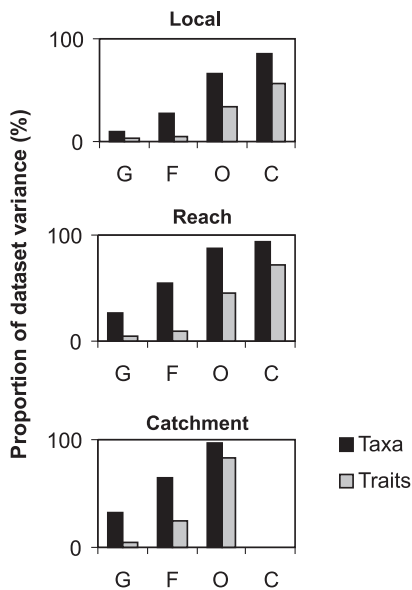 Proportion of dataset variance (%)
Local
100
0
G F O C
Reach
100
0
G F O C
Catchment
100
0
G F O C
Taxa
Traits